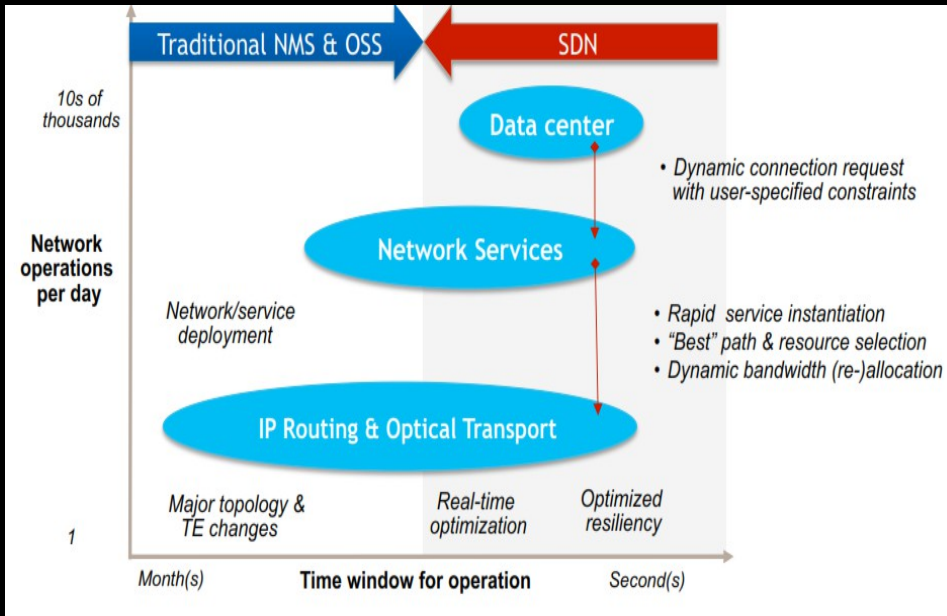 Traditional NMS & OSS
SDN
10s of
thousands
Data center
• Dynamic connection request
with user-specified constraints
Network
operations
per day
Network Services
Network/service
deployment
• Rapid service instantiation
• “Best” path & resource selection
• Dynamic bandwidth (re-)allocation
IP Routing & Optical Transport
Major topology &
TE changes
Real-time
optimization
Optimized
resiliency
1
Month(s)
Time window for operation
Second(s)